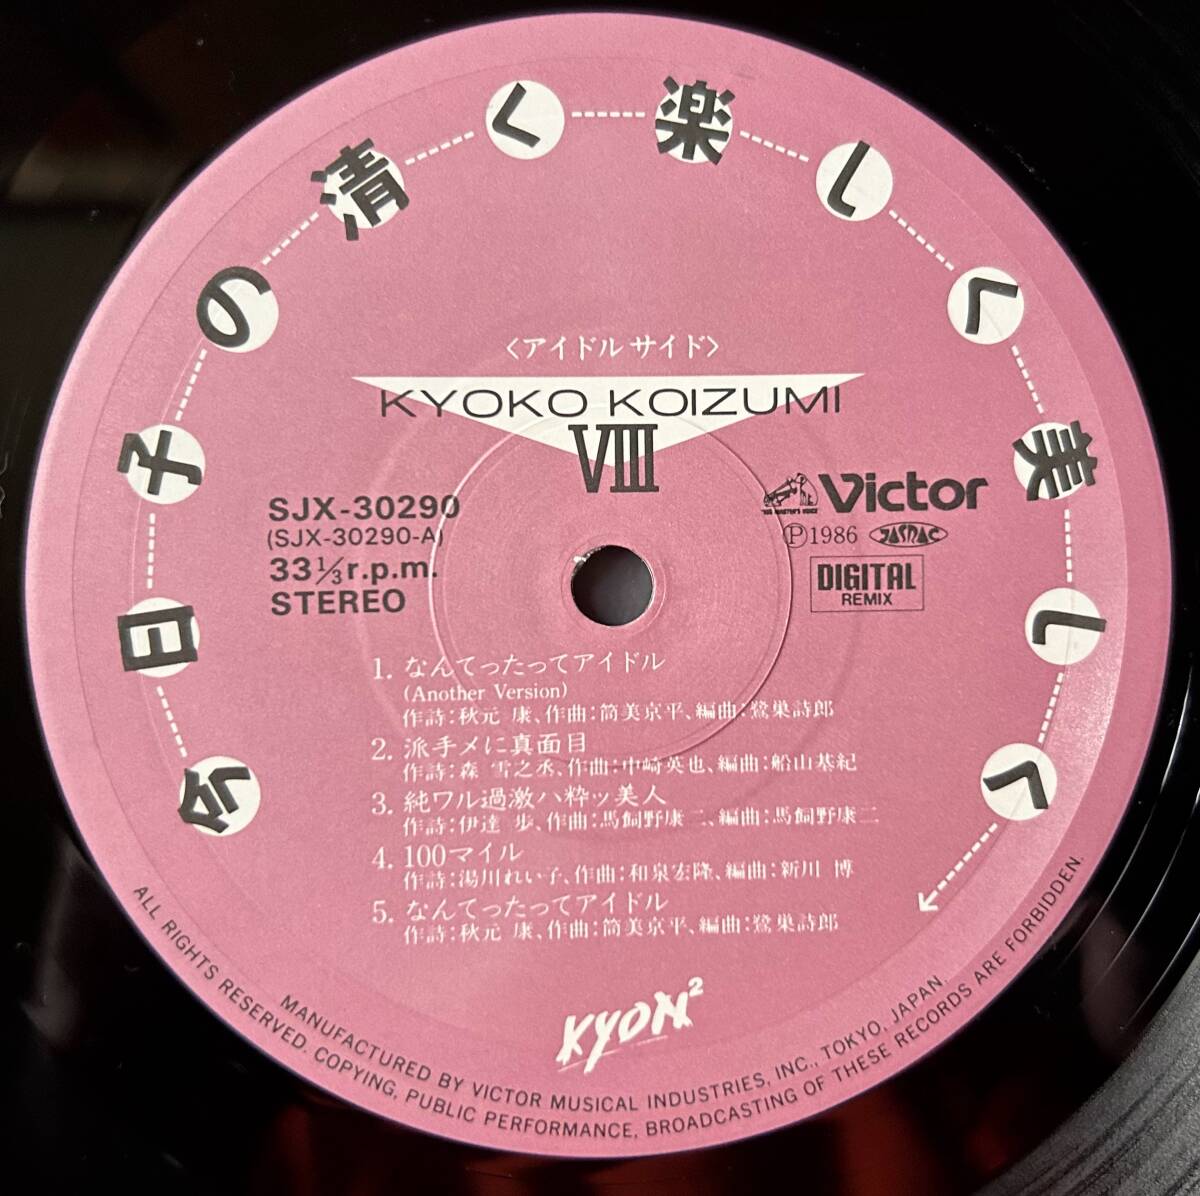 今日子の清く楽しく美しく
〈アイドルサイド〉
KYOKO KOIZUMI
VIII
SJX-30290
(SJX-30290-A)
33⅓r.p.m.
STEREO
"HIS MASTER'S VOICE"
Victor
Ⓟ1986 JASRAC
DIGITAL
REMIX
1. なんてったってアイドル
(Another Version)
作詩:秋元 康、作曲:筒美京平、編曲:鷺巣詩郎
2. 派手メに真面目
作詩:森 雪之丞、作曲:中崎英也、編曲:船山基紀
3. 純ワル過激ハ粋ッ美人
作詩:伊達 歩、作曲:馬飼野康二、編曲:馬飼野康二
4. 100マイル
作詩:湯川れい子、作曲:和泉宏隆、編曲:新川 博
5. なんてったってアイドル
作詩:秋元 康、作曲:筒美京平、編曲:鷺巣詩郎
KYON²
MANUFACTURED BY VICTOR MUSICAL INDUSTRIES, INC., TOKYO, JAPAN.
ALL RIGHTS RESERVED. COPYING, PUBLIC PERFORMANCE, BROADCASTING OF THESE RECORDS ARE FORBIDDEN.